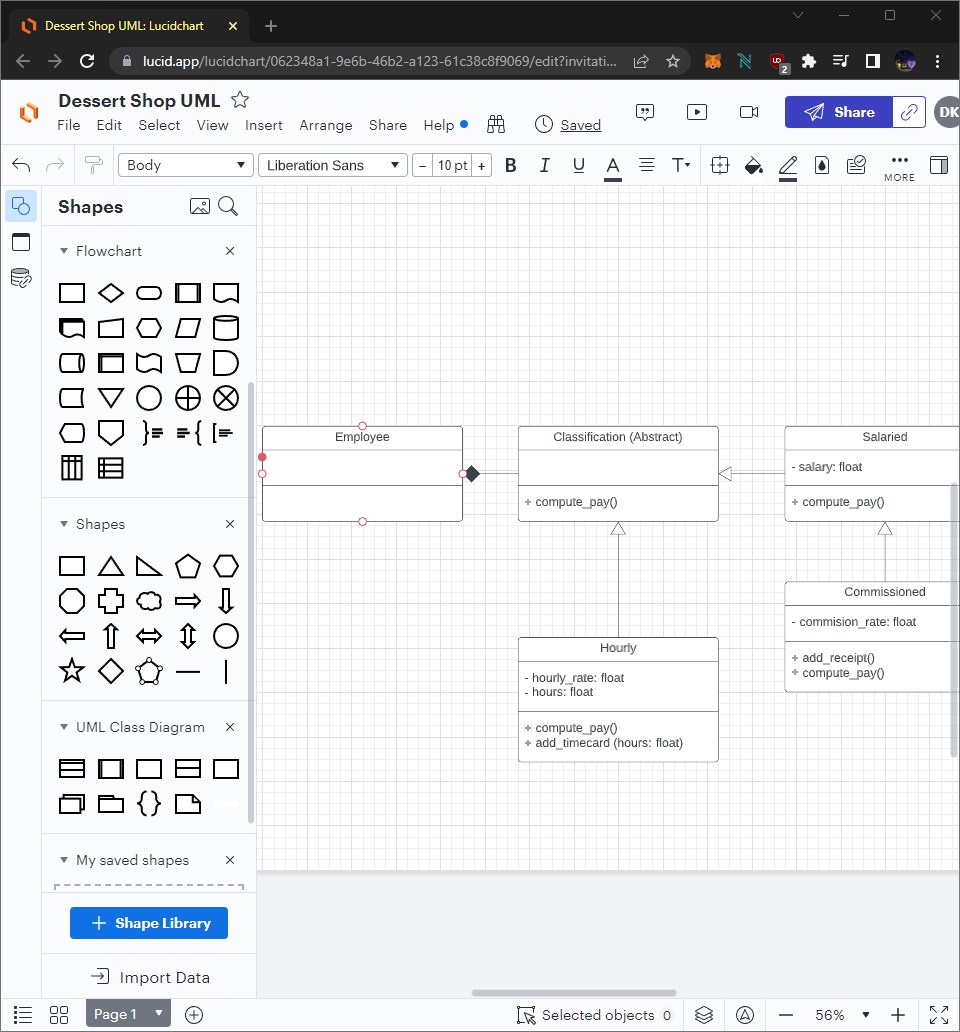 Dessert Shop UML: Lucidchart
lucid.app/lucidchart/062348a1-9e6b-46b2-a123-61c38c8f9069/edit?invitati...
2
Dessert Shop UML
File Edit Select View Insert Arrange Share Help Saved
Share
DK
Body Liberation Sans - 10 pt + B I U A T MORE
Shapes
Flowchart
Shapes
UML Class Diagram
My saved shapes
+ Shape Library
Import Data
Employee
Classification (Abstract)
+ compute_pay()
Salaried
- salary: float
+ compute_pay()
Commissioned
- commision_rate: float
+ add_receipt()
+ compute_pay()
Hourly
- hourly_rate: float
- hours: float
+ compute_pay()
+ add_timecard (hours: float)
Page 1
Selected objects 0
56%